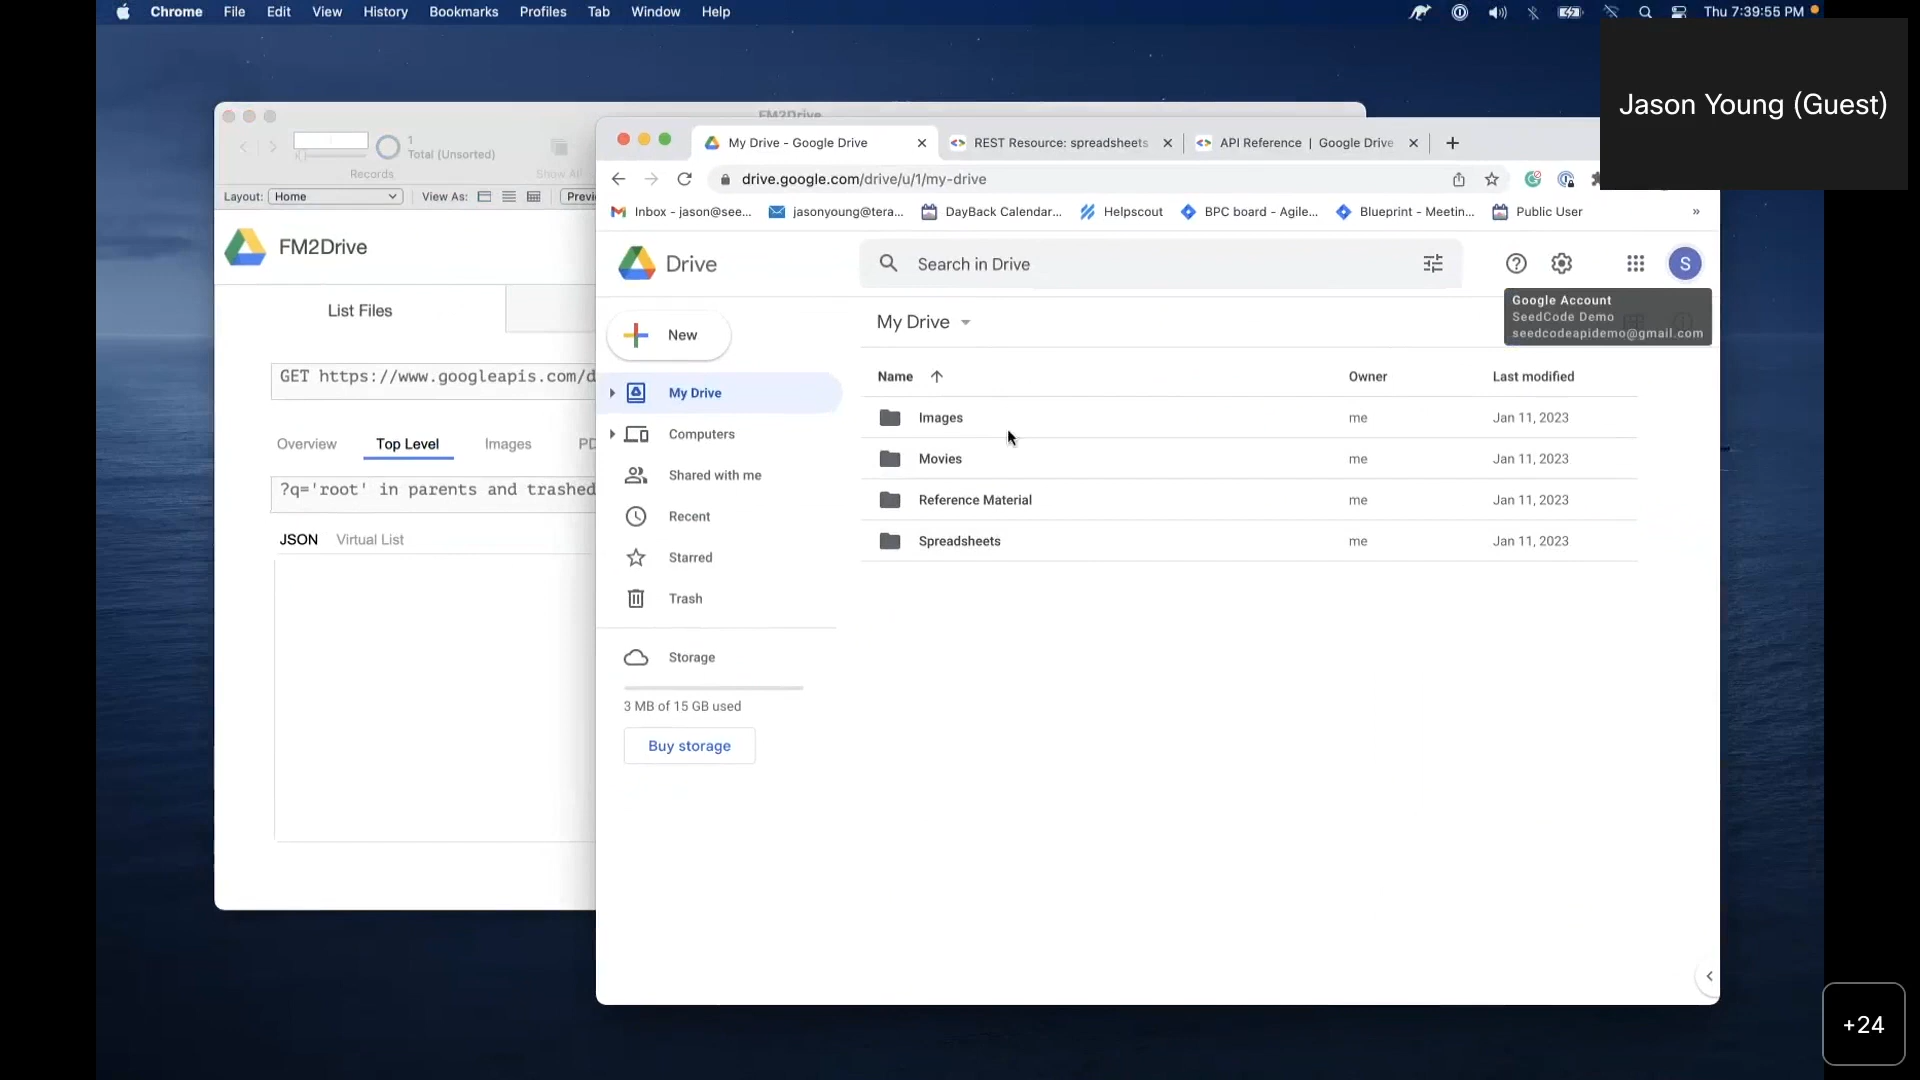 Chrome File Edit View History Bookmarks Profiles Tab Window Help
Thu 7:39:55 PM
Jason Young (Guest)
FM2Drive
1
Total (Unsorted)
Records
Show All
Layout: Home View As:
FM2Drive
List Files
GET https://www.googleapis.com/d
Overview Top Level Images PD
?q='root' in parents and trashed
JSON Virtual List
My Drive - Google Drive
REST Resource: spreadsheets
API Reference | Google Drive
drive.google.com/drive/u/1/my-drive
Inbox - jason@see...
jasonyoung@tera...
DayBack Calendar...
Helpscout
BPC board - Agile...
Blueprint - Meetin...
Public User
»
Drive
Search in Drive
S
Google Account
SeedCode Demo
seedcodeapidemo@gmail.com
New
My Drive
Computers
Shared with me
Recent
Starred
Trash
Storage
3 MB of 15 GB used
Buy storage
My Drive
Name Owner Last modified
Images me Jan 11, 2023
Movies me Jan 11, 2023
Reference Material me Jan 11, 2023
Spreadsheets me Jan 11, 2023
+24